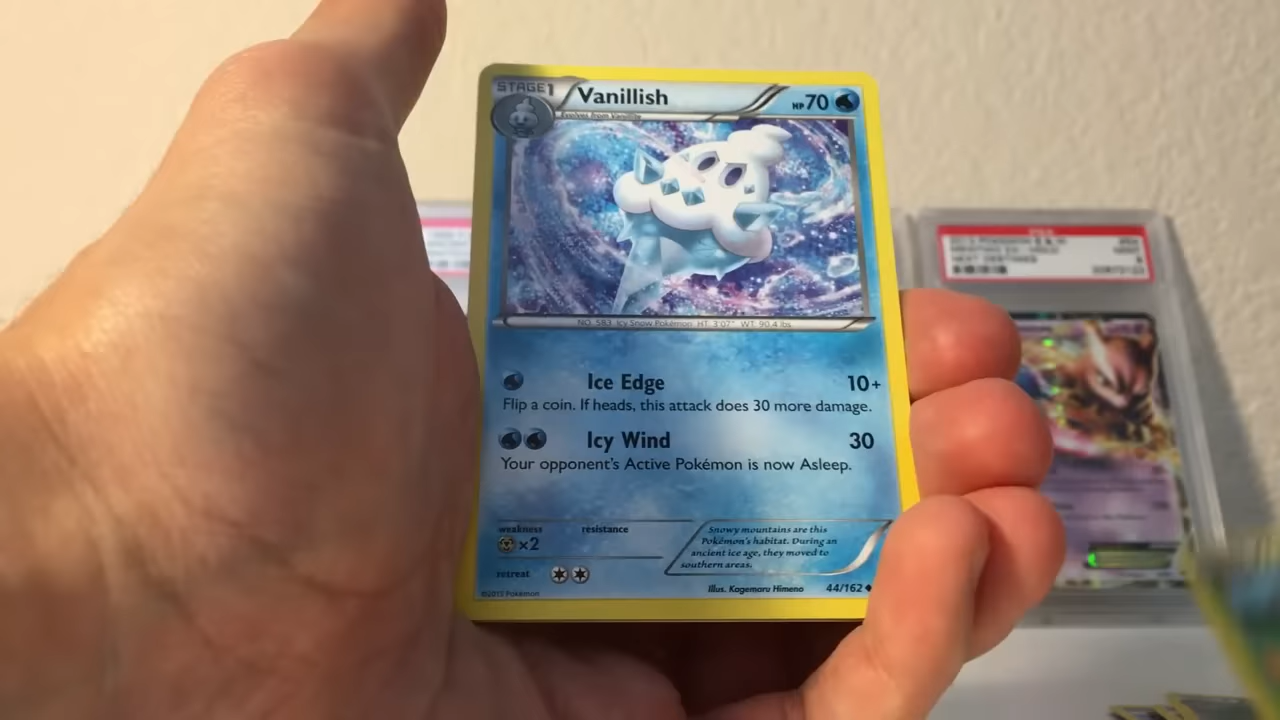 STAGE1
Vanillish
HP 70
Evolves from Vanillite
NO. 583 Icy Snow Pokémon HT: 3'07" WT: 90.4 lbs.
Ice Edge 10+
Flip a coin. If heads, this attack does 30 more damage.
Icy Wind 30
Your opponent's Active Pokémon is now Asleep.
weakness resistance
×2
Snowy mountains are this
Pokémon's habitat. During an
ancient ice age, they moved to
southern areas.
retreat
©2015 Pokémon
Illus. Kagemaru Himeno 44/162
NEXT DESTINIES